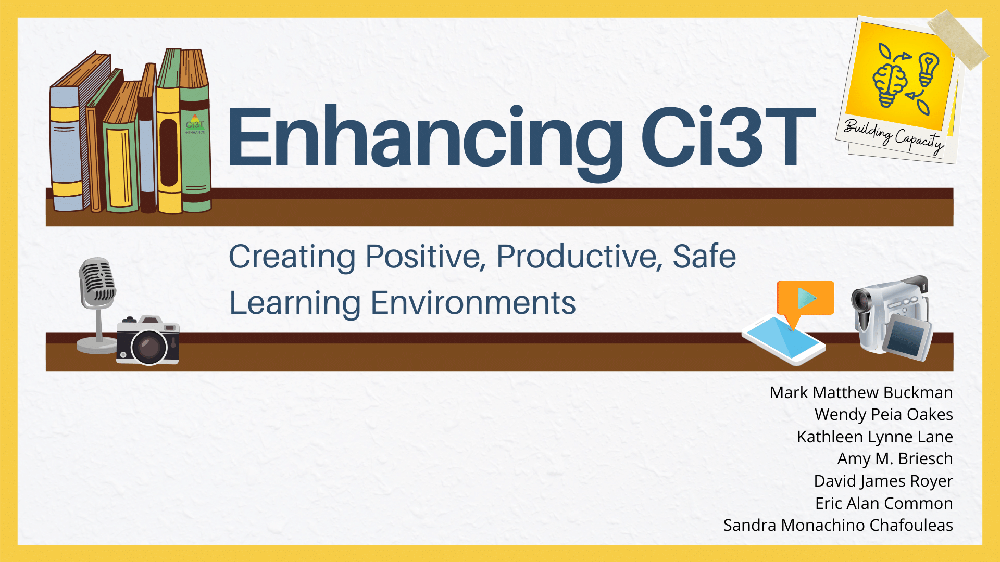 Enhancing Ci3T
Building Capacity
Ci3T
+ENHANCE
Creating Positive, Productive, Safe
Learning Environments
Mark Matthew Buckman
Wendy Peia Oakes
Kathleen Lynne Lane
Amy M. Briesch
David James Royer
Eric Alan Common
Sandra Monachino Chafouleas